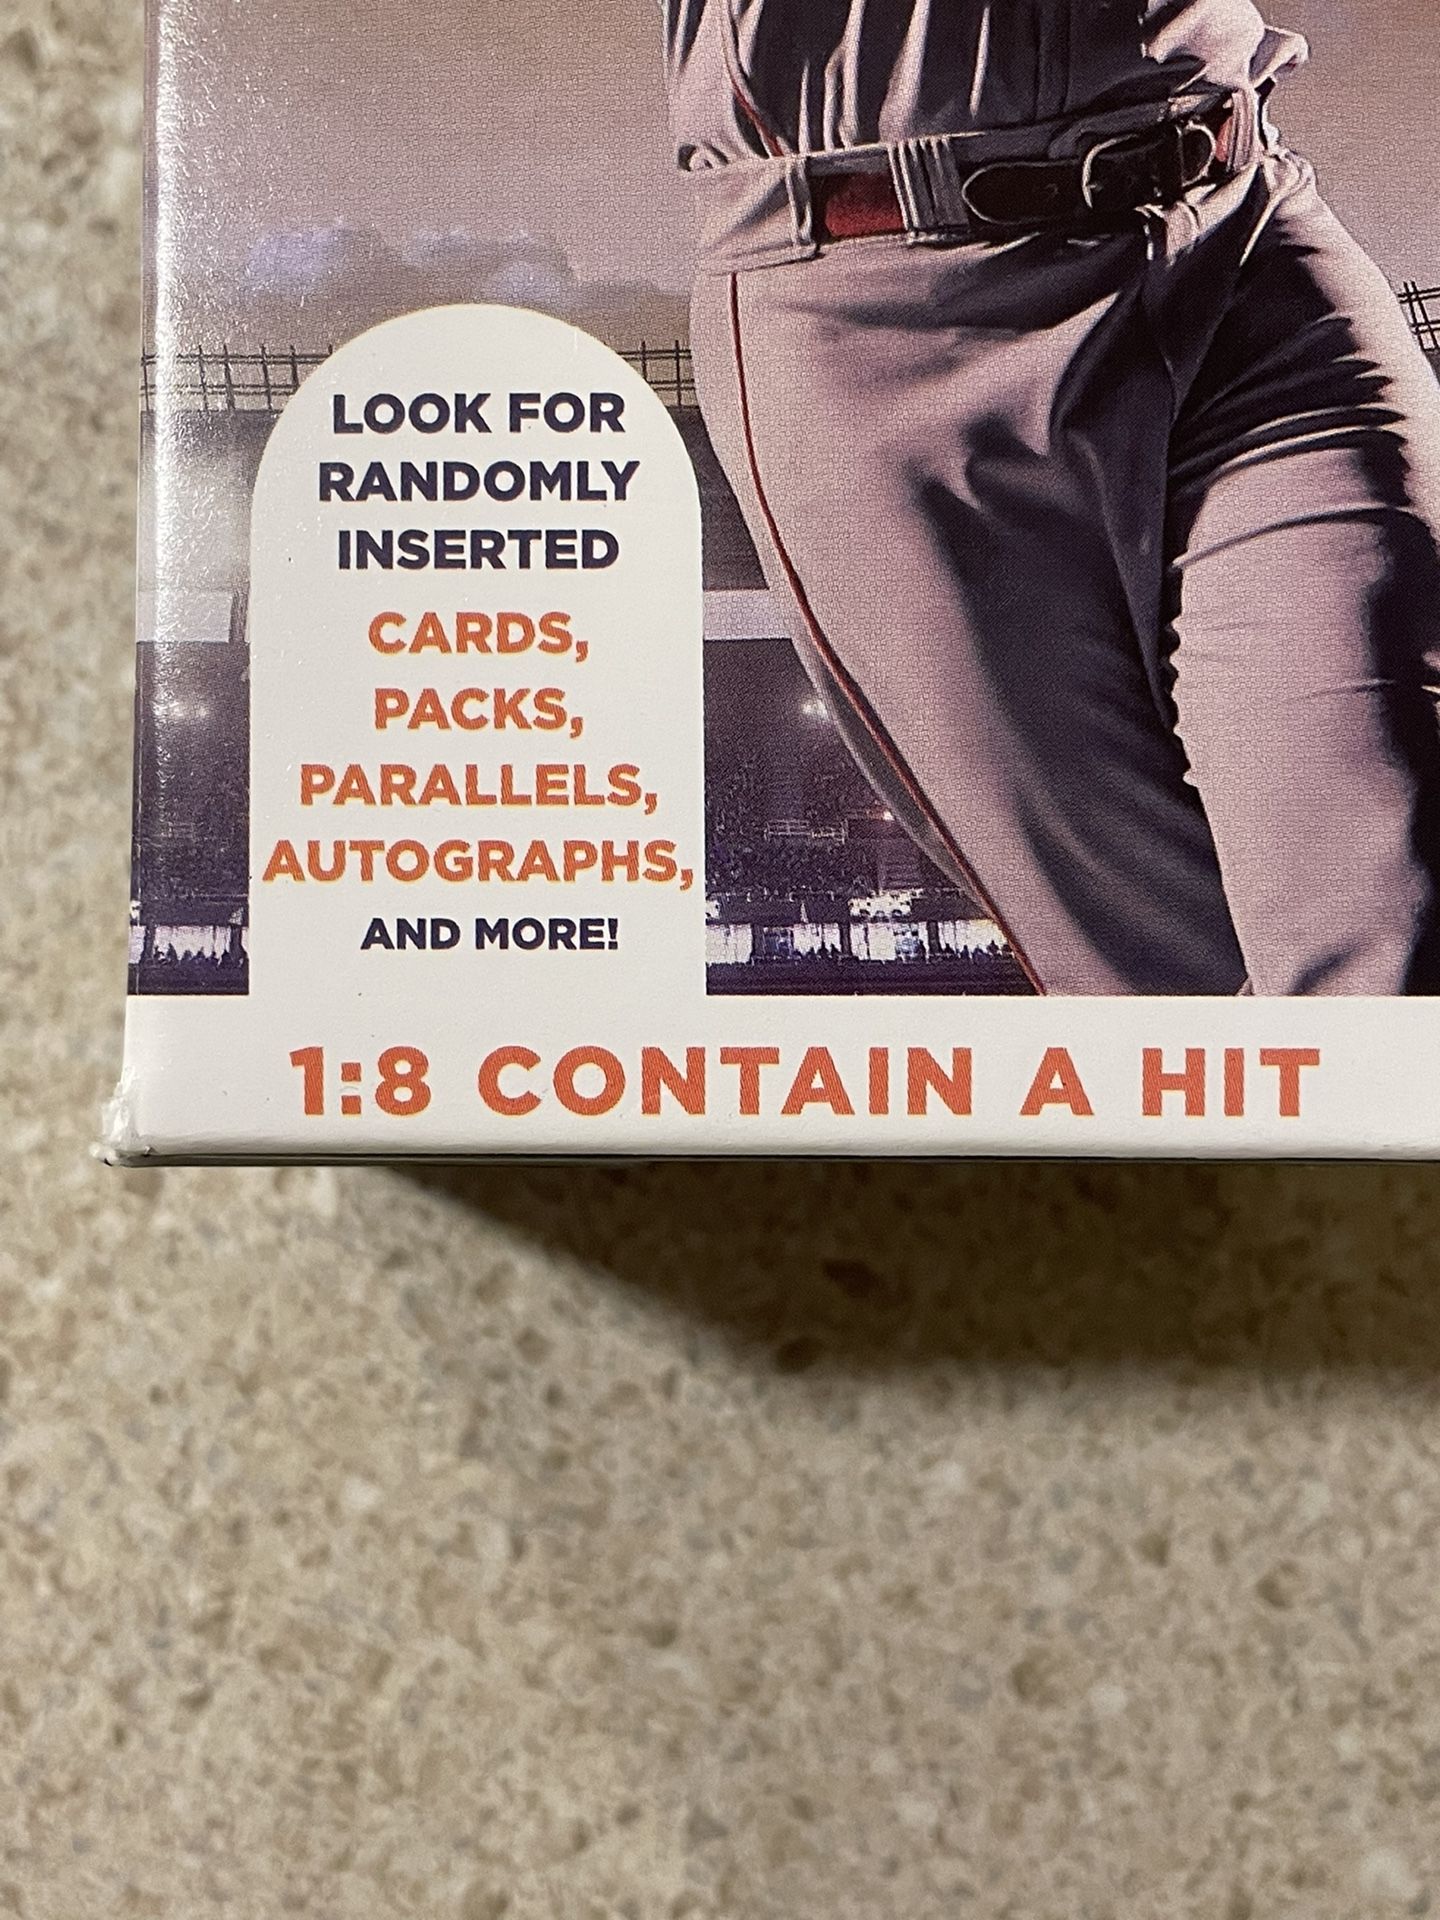 LOOK FOR
RANDOMLY
INSERTED
CARDS,
PACKS,
PARALLELS,
AUTOGRAPHS,
AND MORE!
1:8 CONTAIN A HIT